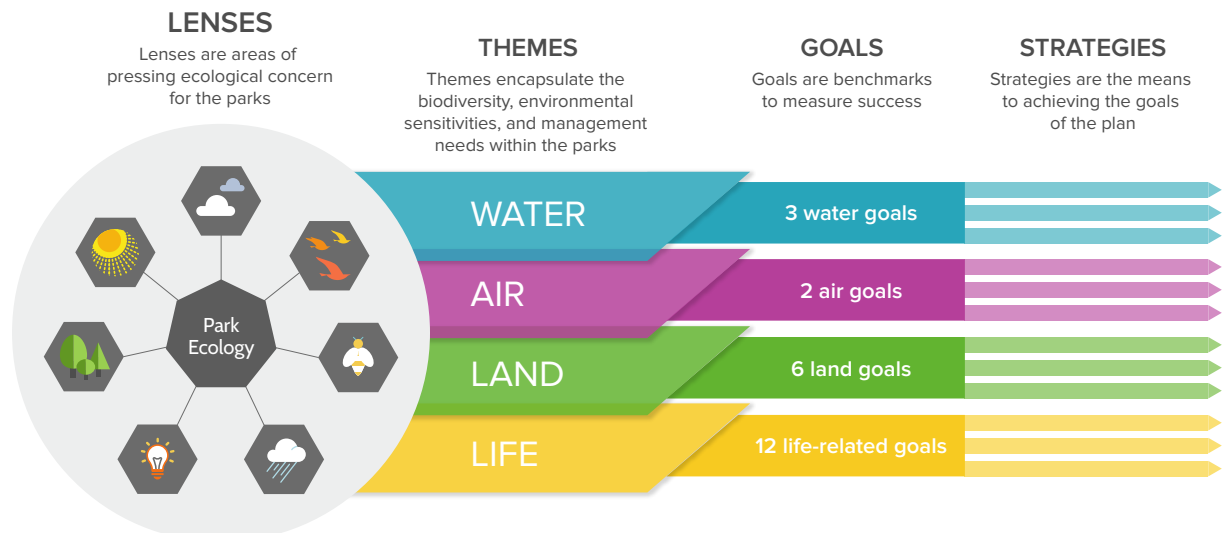 LENSES
Lenses are areas of
pressing ecological concern
for the parks
THEMES
Themes encapsulate the
biodiversity, environmental
sensitivities, and management
needs within the parks
GOALS
Goals are benchmarks
to measure success
STRATEGIES
Strategies are the means
to achieving the goals
of the plan
Park
Ecology
WATER
3 water goals
AIR
2 air goals
LAND
6 land goals
LIFE
12 life-related goals